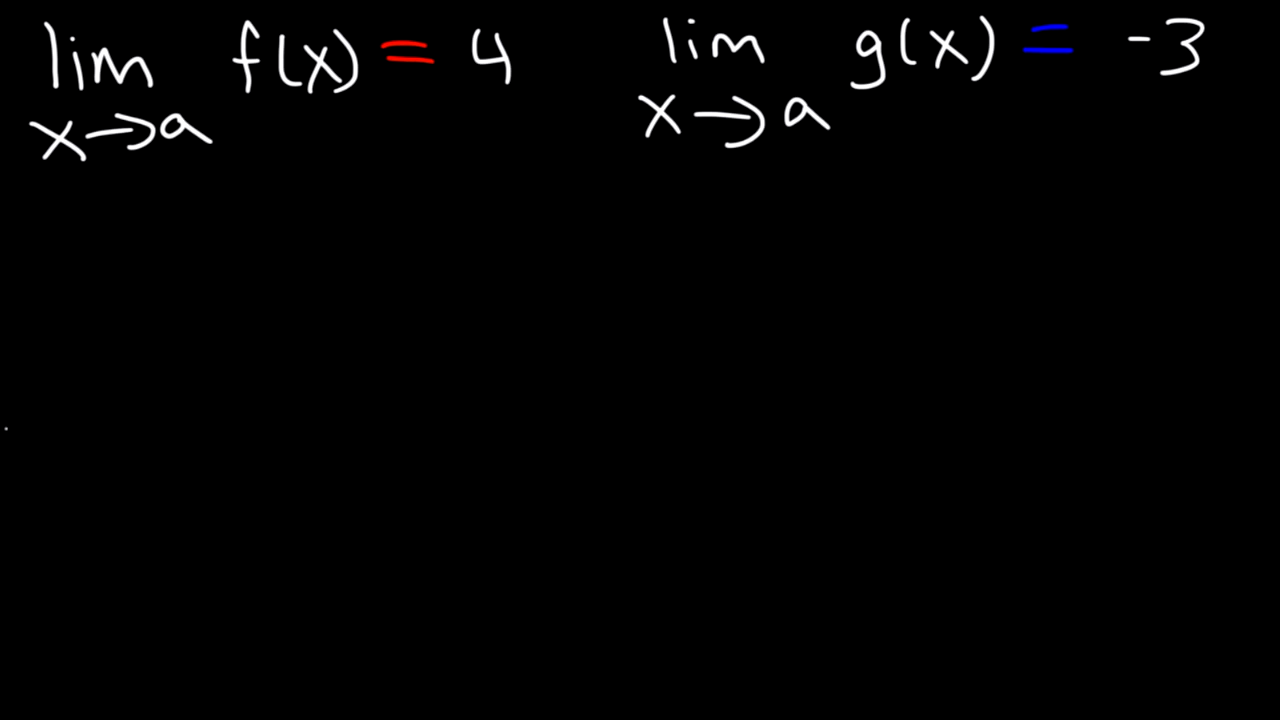 lim f(x) = 4
x→a
lim g(x) = -3
x→a